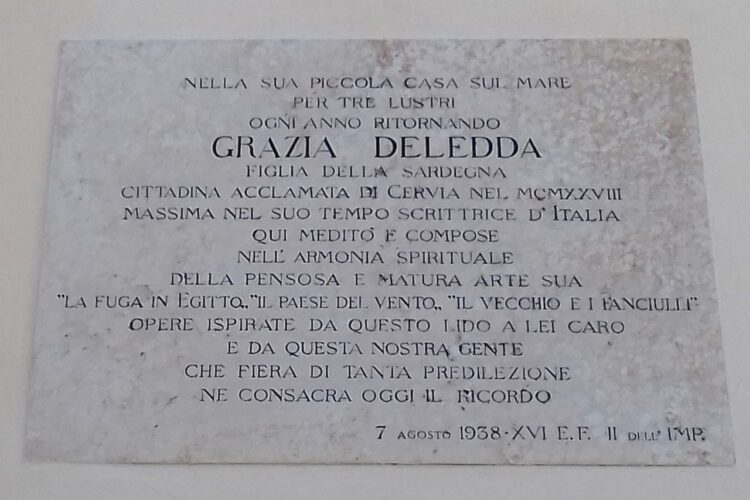 NELLA SUA PICCOLA CASA SUL MARE
PER TRE LUSTRI
OGNI ANNO RITORNANDO
GRAZIA DELEDDA
FIGLIA DELLA SARDEGNA
CITTADINA ACCLAMATA DI CERVIA NEL MCMXXVIII
MASSIMA NEL SUO TEMPO SCRITTRICE D'ITALIA
QUI MEDITÒ E COMPOSE
NELL'ARMONIA SPIRITUALE
DELLA PENSOSA E MATURA ARTE SUA
"LA FUGA IN EGITTO„ "IL PAESE DEL VENTO„ "IL VECCHIO E I FANCIULLI"
OPERE ISPIRATE DA QUESTO LIDO A LEI CARO
E DA QUESTA NOSTRA GENTE
CHE FIERA DI TANTA PREDILEZIONE
NE CONSACRA OGGI IL RICORDO
7 AGOSTO 1938-XVI E.F. II DELL'IMP.